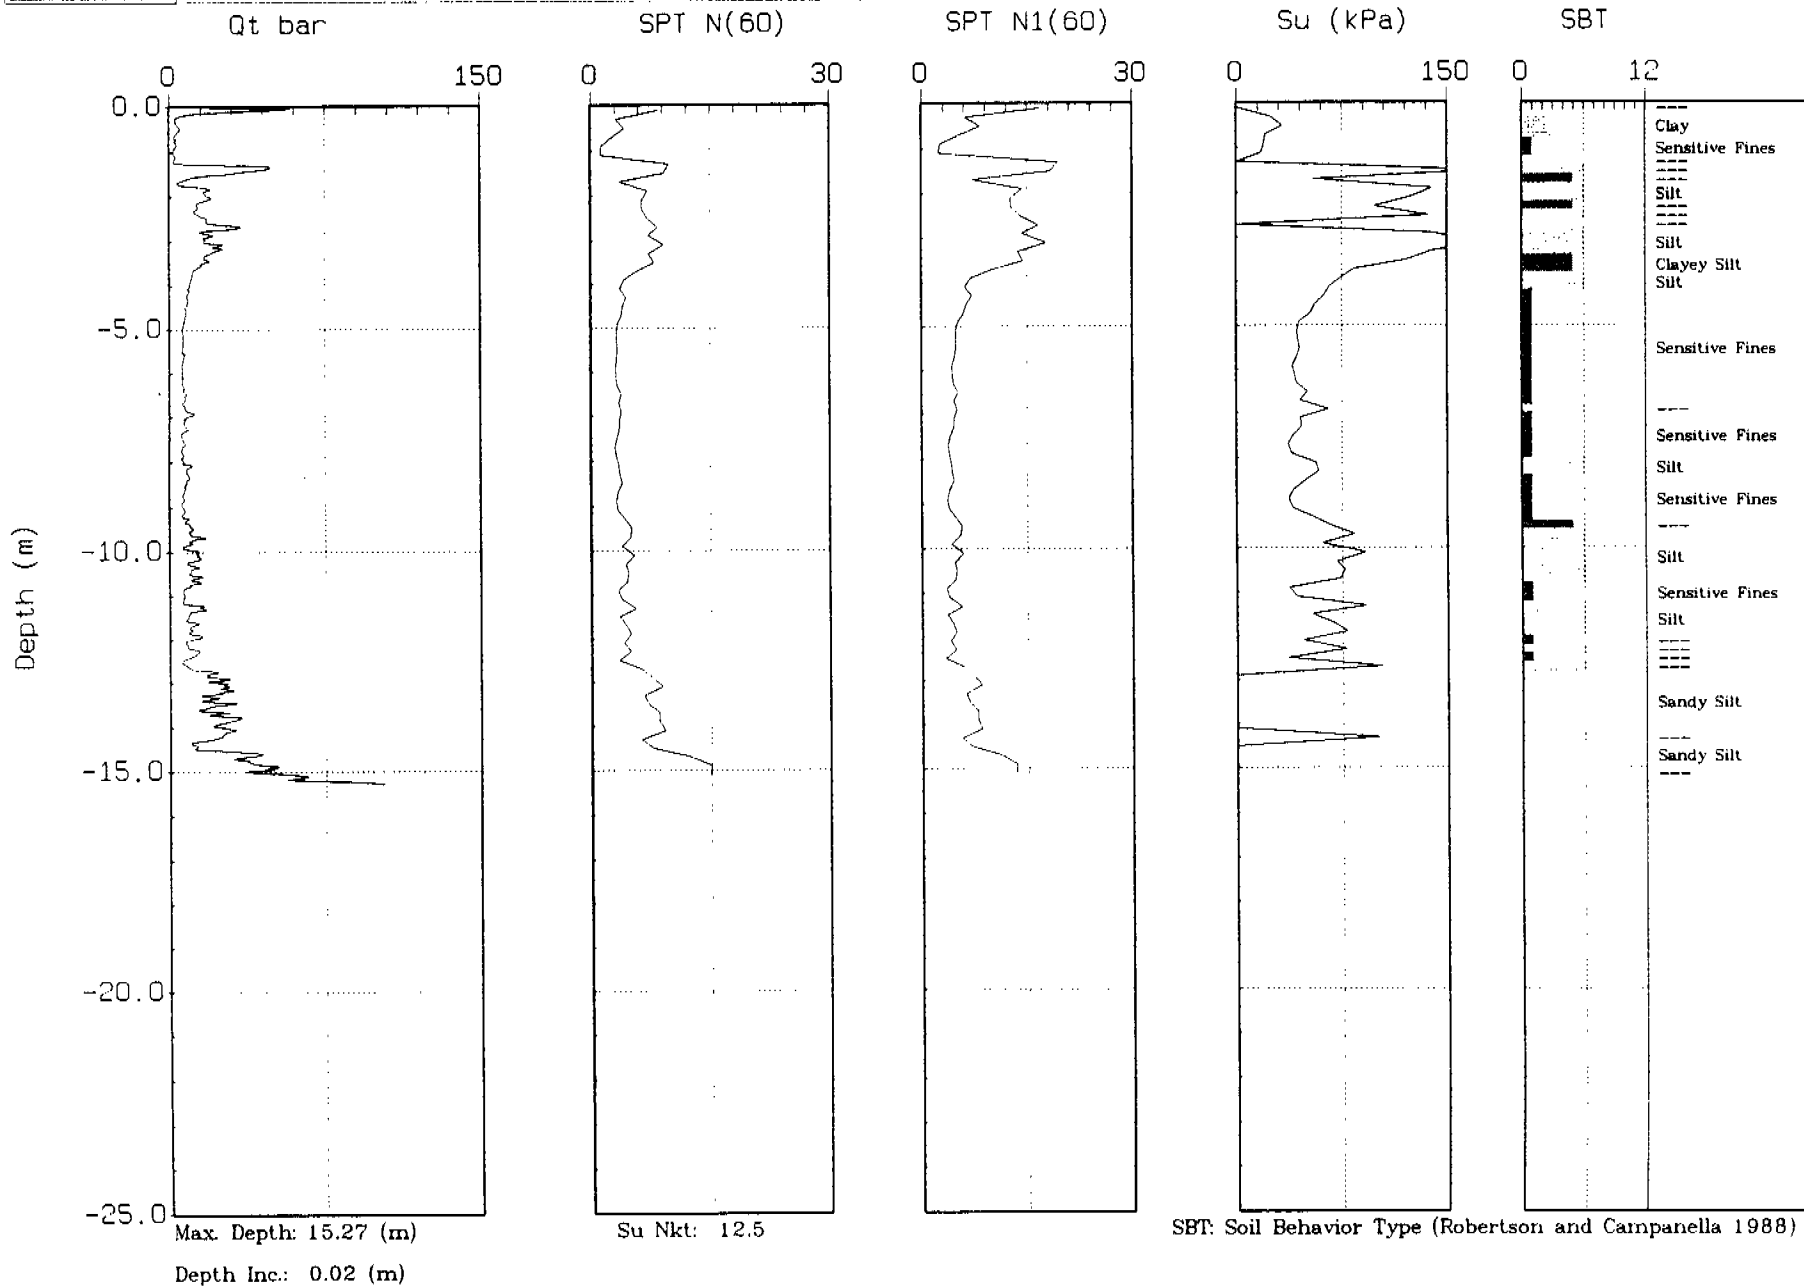 Qt bar
SPT N(60)
SPT N1(60)
Su (kPa)
SBT
0 150
0 30
0 30
0 150
0 12
0.0
-5.0
-10.0
-15.0
-20.0
-25.0
Depth (m)
---
Clay
Sensitive Fines
---
---
---
Silt
---
---
---
Silt
Clayey Silt
Silt
Sensitive Fines
---
Sensitive Fines
Silt
Sensitive Fines
---
Silt
Sensitive Fines
Silt
---
---
---
---
Sandy Silt
---
Sandy Silt
---
Max. Depth: 15.27 (m)
Su Nkt: 12.5
SBT: Soil Behavior Type (Robertson and Campanella 1988)
Depth Inc.: 0.02 (m)